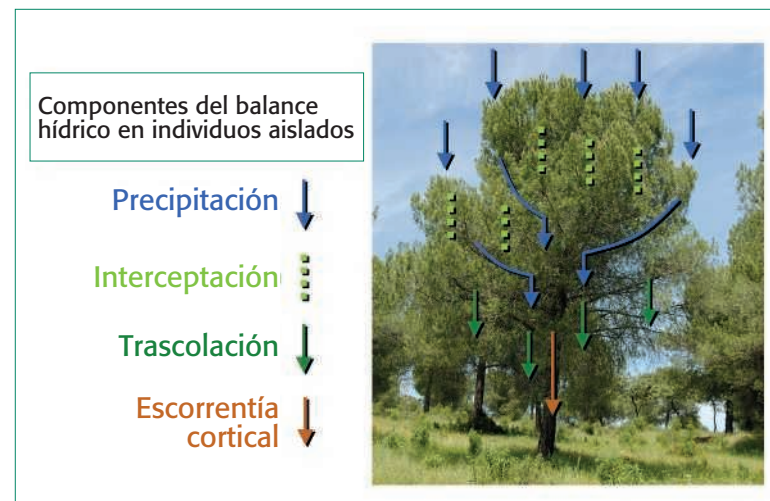 Componentes del balance
hídrico en individuos aislados
Precipitación
Interceptación
Trascolación
Escorrentía
cortical